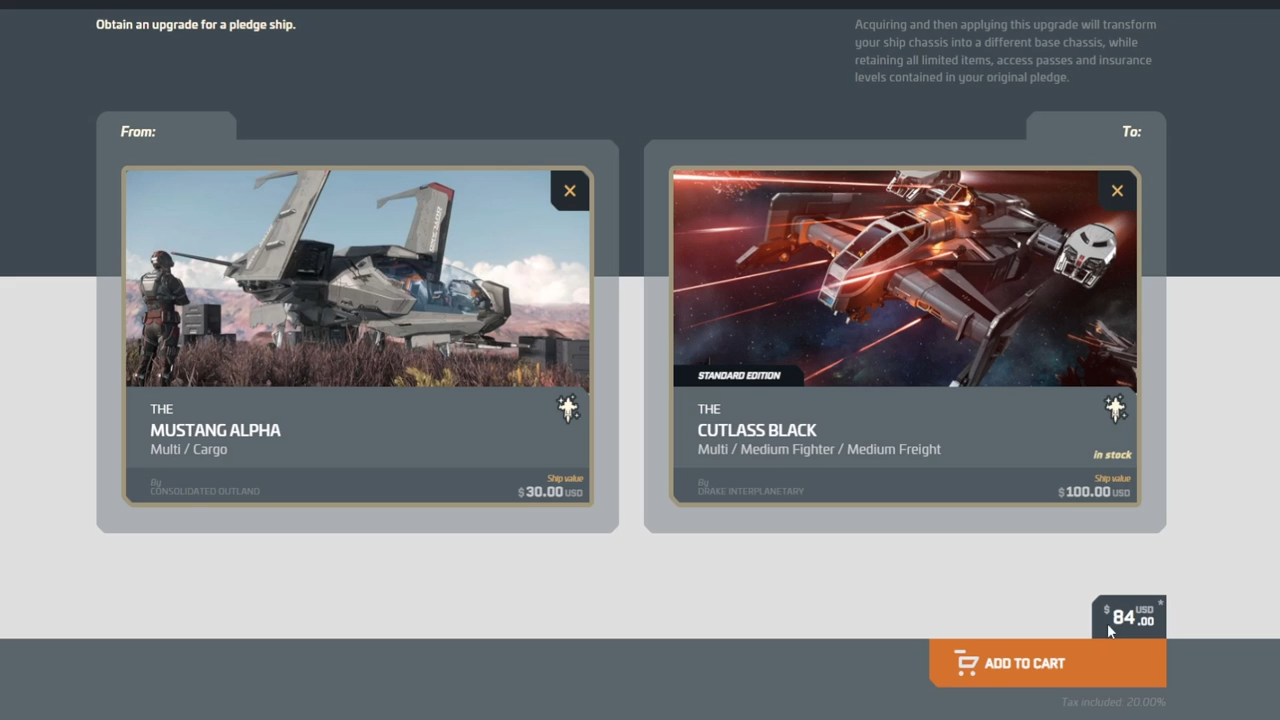 Obtain an upgrade for a pledge ship.
Acquiring and then applying this upgrade will transform
your ship chassis into a different base chassis, while
retaining all limited items, access passes and insurance
levels contained in your original pledge.
From:
THE
MUSTANG ALPHA
Multi / Cargo
By
CONSOLIDATED OUTLAND
Ship value
$30.00 USD
To:
STANDARD EDITION
THE
CUTLASS BLACK
Multi / Medium Fighter / Medium Freight
in stock
By
DRAKE INTERPLANETARY
Ship value
$100.00 USD
$84.00 USD *
ADD TO CART
Tax included: 20.00%